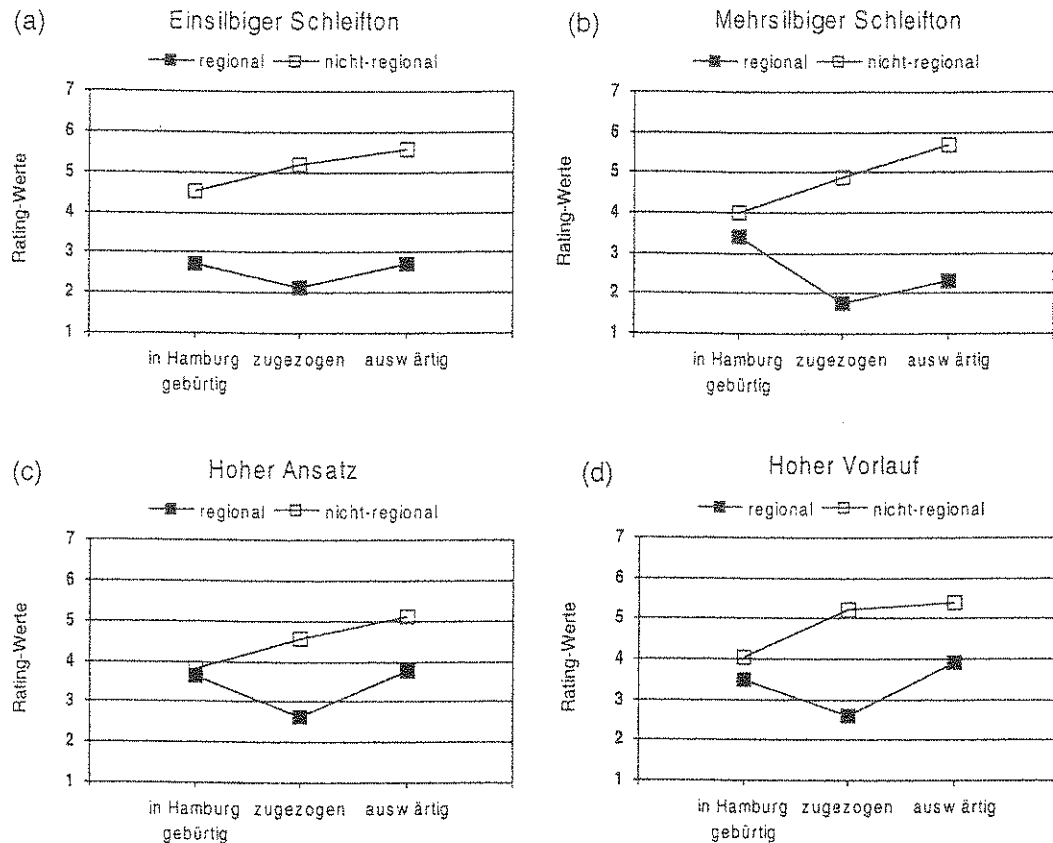 (a) Einsilbiger Schleifton
regional nicht-regional
7
6
5
4
3
2
1
Rating-Werte
in Hamburg zugezogen auswärtig
gebürtig
(b) Mehrsilbiger Schleifton
regional nicht-regional
7
6
5
4
3
2
1
Rating-Werte
in Hamburg zugezogen auswärtig
gebürtig
(c) Hoher Ansatz
regional nicht-regional
7
6
5
4
3
2
1
Rating-Werte
in Hamburg zugezogen auswärtig
gebürtig
(d) Hoher Vorlauf
regional nicht-regional
7
6
5
4
3
2
1
Rating-Werte
in Hamburg zugezogen auswärtig
gebürtig